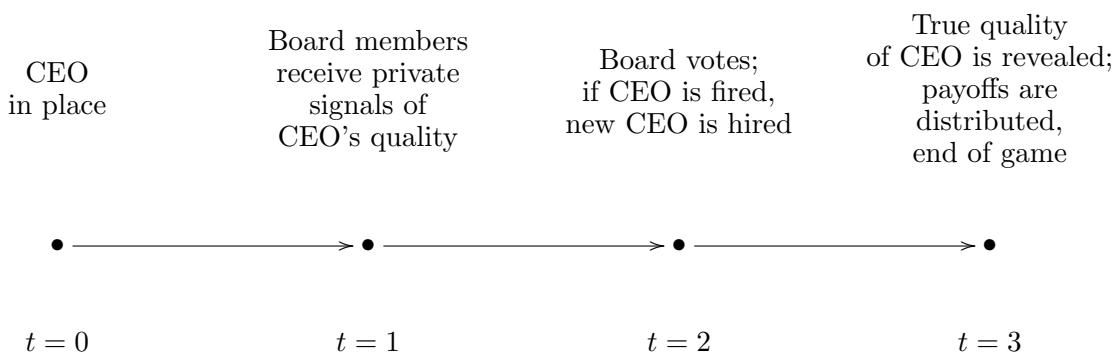 CEO
in place
Board members
receive private
signals of
CEO's quality
Board votes;
if CEO is fired,
new CEO is hired
True quality
of CEO is revealed;
payoffs are
distributed,
end of game
t = 0
t = 1
t = 2
t = 3